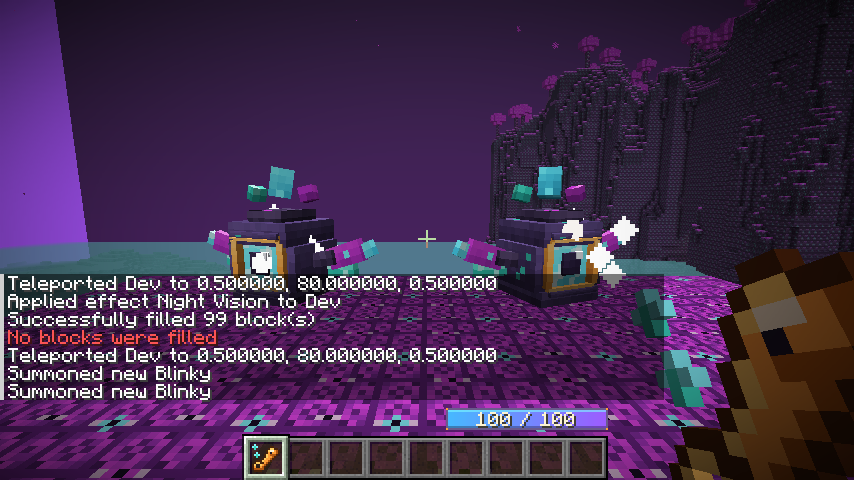 Teleported Dev to 0.500000, 80.000000, 0.500000
Applied effect Night Vision to Dev
Successfully filled 99 block(s)
No blocks were filled
Teleported Dev to 0.500000, 80.000000, 0.500000
Summoned new Blinky
Summoned new Blinky
100 / 100